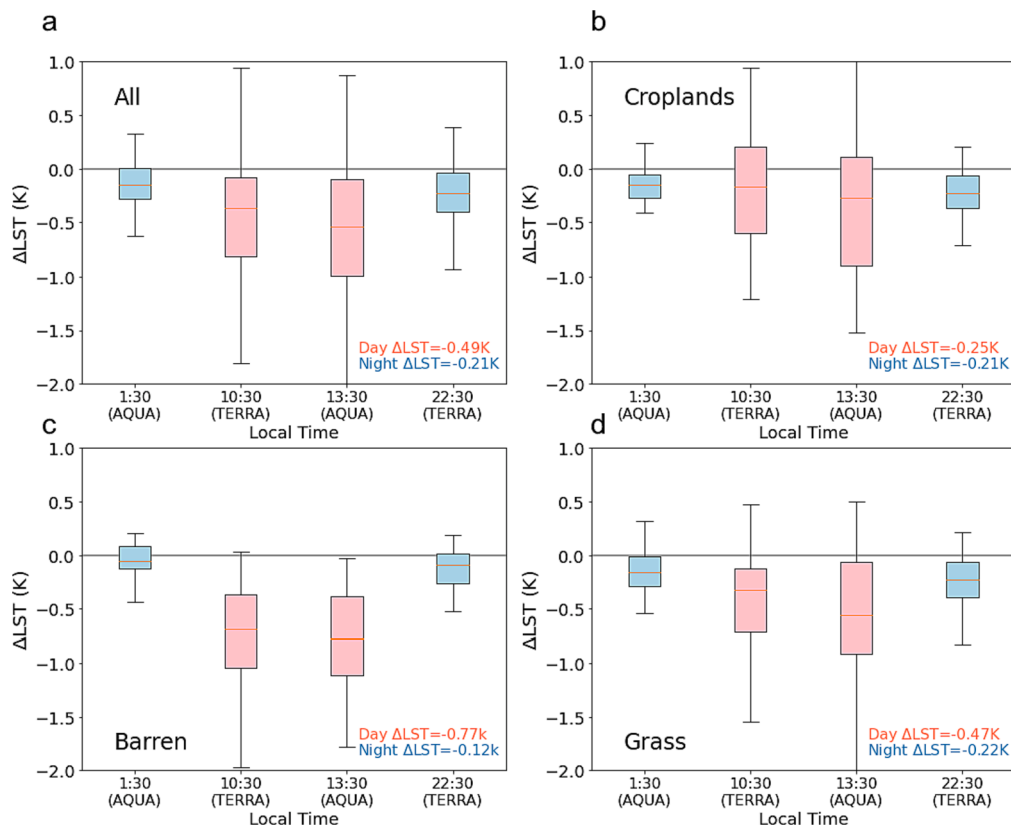 a
1.0
0.5
0.0
−0.5
−1.0
−1.5
−2.0
ΔLST (K)
All
Day ΔLST=-0.49K
Night ΔLST=-0.21K
1:30 10:30 13:30 22:30
(AQUA) (TERRA) (AQUA) (TERRA)
Local Time
b
1.0
0.5
0.0
−0.5
−1.0
−1.5
−2.0
ΔLST (K)
Croplands
Day ΔLST=-0.25K
Night ΔLST=-0.21K
1:30 10:30 13:30 22:30
(AQUA) (TERRA) (AQUA) (TERRA)
Local Time
c
1.0
0.5
0.0
−0.5
−1.0
−1.5
−2.0
ΔLST (K)
Barren
Day ΔLST=-0.77k
Night ΔLST=-0.12k
1:30 10:30 13:30 22:30
(AQUA) (TERRA) (AQUA) (TERRA)
Local Time
d
1.0
0.5
0.0
−0.5
−1.0
−1.5
−2.0
ΔLST (K)
Grass
Day ΔLST=-0.47K
Night ΔLST=-0.22K
1:30 10:30 13:30 22:30
(AQUA) (TERRA) (AQUA) (TERRA)
Local Time